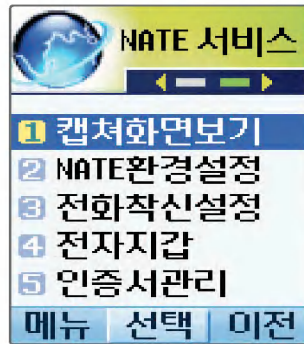 NATE 서비스
1 캡쳐화면보기
2 NATE환경설정
3 전화착신설정
4 전자지갑
5 인증서관리
메뉴 선택 이전